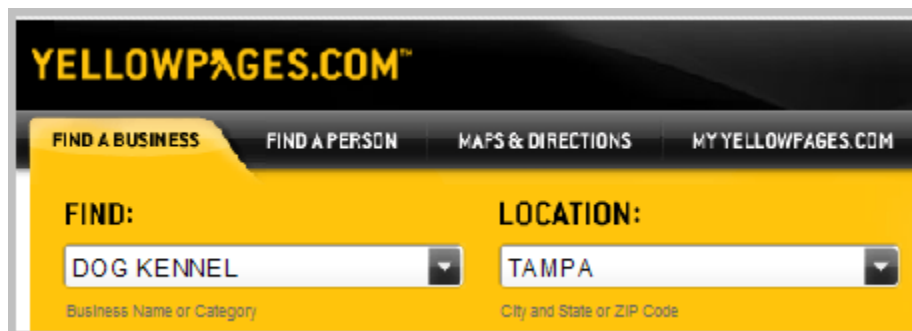 YELLOWPAGES.COM™
FIND A BUSINESS FIND A PERSON MAPS & DIRECTIONS MY YELLOWPAGES.COM
FIND: LOCATION:
DOG KENNEL TAMPA
Business Name or Category City and State or ZIP Code